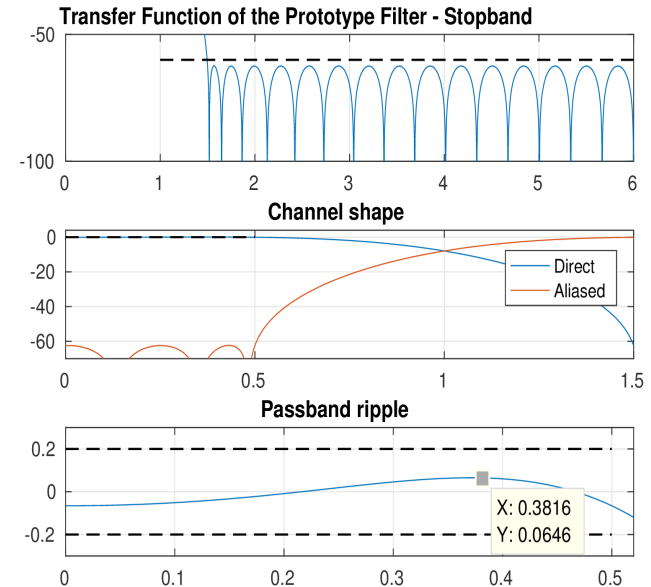 Transfer Function of the Prototype Filter - Stopband
-50
-100
0 1 2 3 4 5 6
Channel shape
0
-20
-40
-60
Direct
Aliased
0 0.5 1 1.5
Passband ripple
0.2
0
-0.2
X: 0.3816
Y: 0.0646
0 0.1 0.2 0.3 0.4 0.5